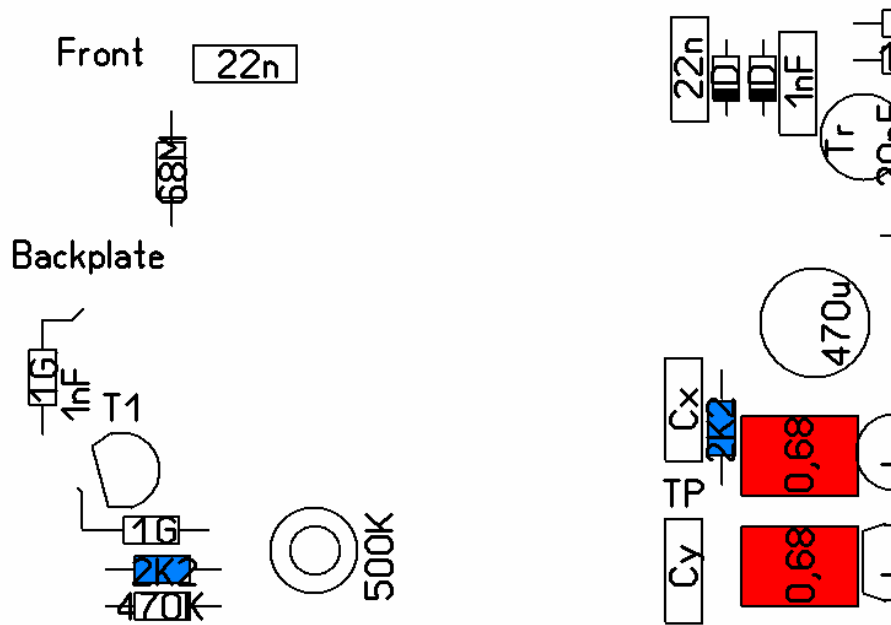 Front
22n
68M
Backplate
1G
1nF
T1
1G
2K2
470K
500K
22n
D
D
1nF
Tr
470u
Cx
2K2
0,68
TP
Cy
0,68